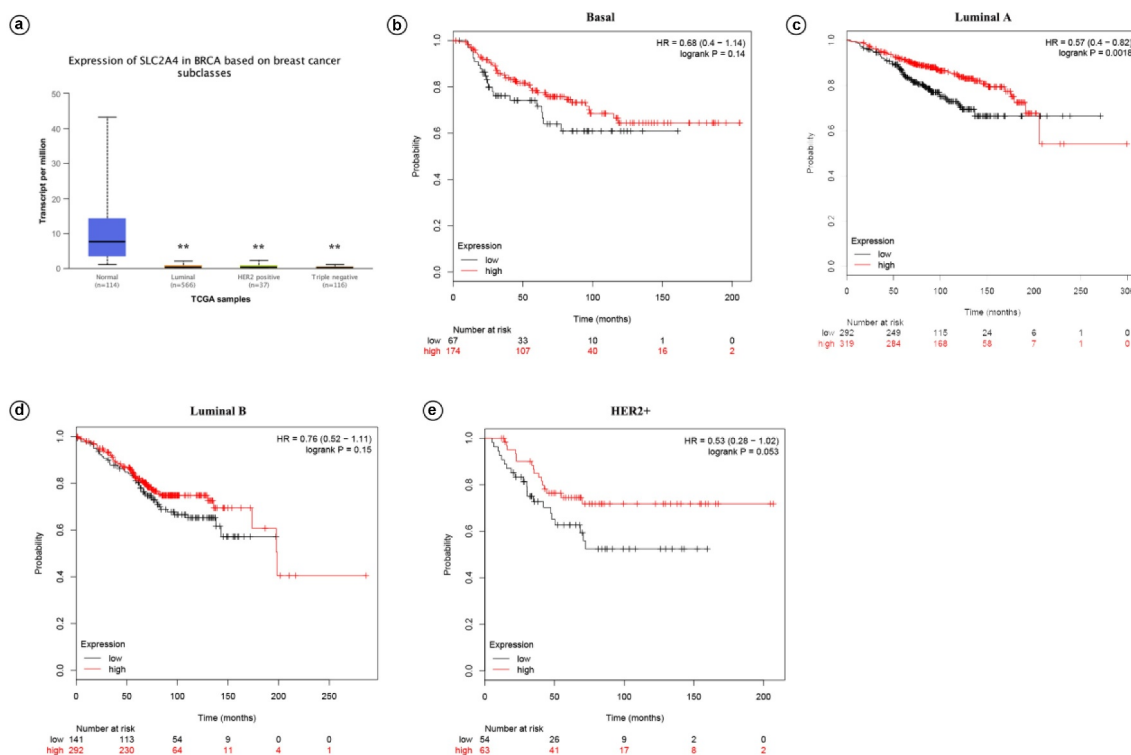 a
Expression of SLC2A4 in BRCA based on breast cancer
subclasses
Transcript per million
50
40
30
20
10
0
** ** **
Normal Luminal HER2 positive Triple negative
(n=114) (n=566) (n=37) (n=116)
TCGA samples
b
Basal
HR = 0.68 (0.4 − 1.14)
logrank P = 0.14
Probability
1.0
0.8
0.6
0.4
0.2
0.0
Expression
low
high
0 50 100 150 200
Time (months)
Number at risk
low 67 33 10 1 0
high 174 107 40 16 2
c
Luminal A
HR = 0.57 (0.4 − 0.82)
logrank P = 0.0018
Probability
1.0
0.8
0.6
0.4
0.2
0.0
Expression
low
high
0 50 100 150 200 250 300
Time (months)
Number at risk
low 292 249 115 24 6 1 0
high 319 284 168 58 7 1 0
d
Luminal B
HR = 0.76 (0.52 − 1.11)
logrank P = 0.15
Probability
1.0
0.8
0.6
0.4
0.2
0.0
Expression
low
high
0 50 100 150 200 250
Time (months)
Number at risk
low 141 113 54 9 0 0
high 292 230 64 11 4 1
e
HER2+
HR = 0.53 (0.28 − 1.02)
logrank P = 0.053
Probability
1.0
0.8
0.6
0.4
0.2
0.0
Expression
low
high
0 50 100 150 200
Time (months)
Number at risk
low 54 26 9 2 0
high 63 41 17 8 2